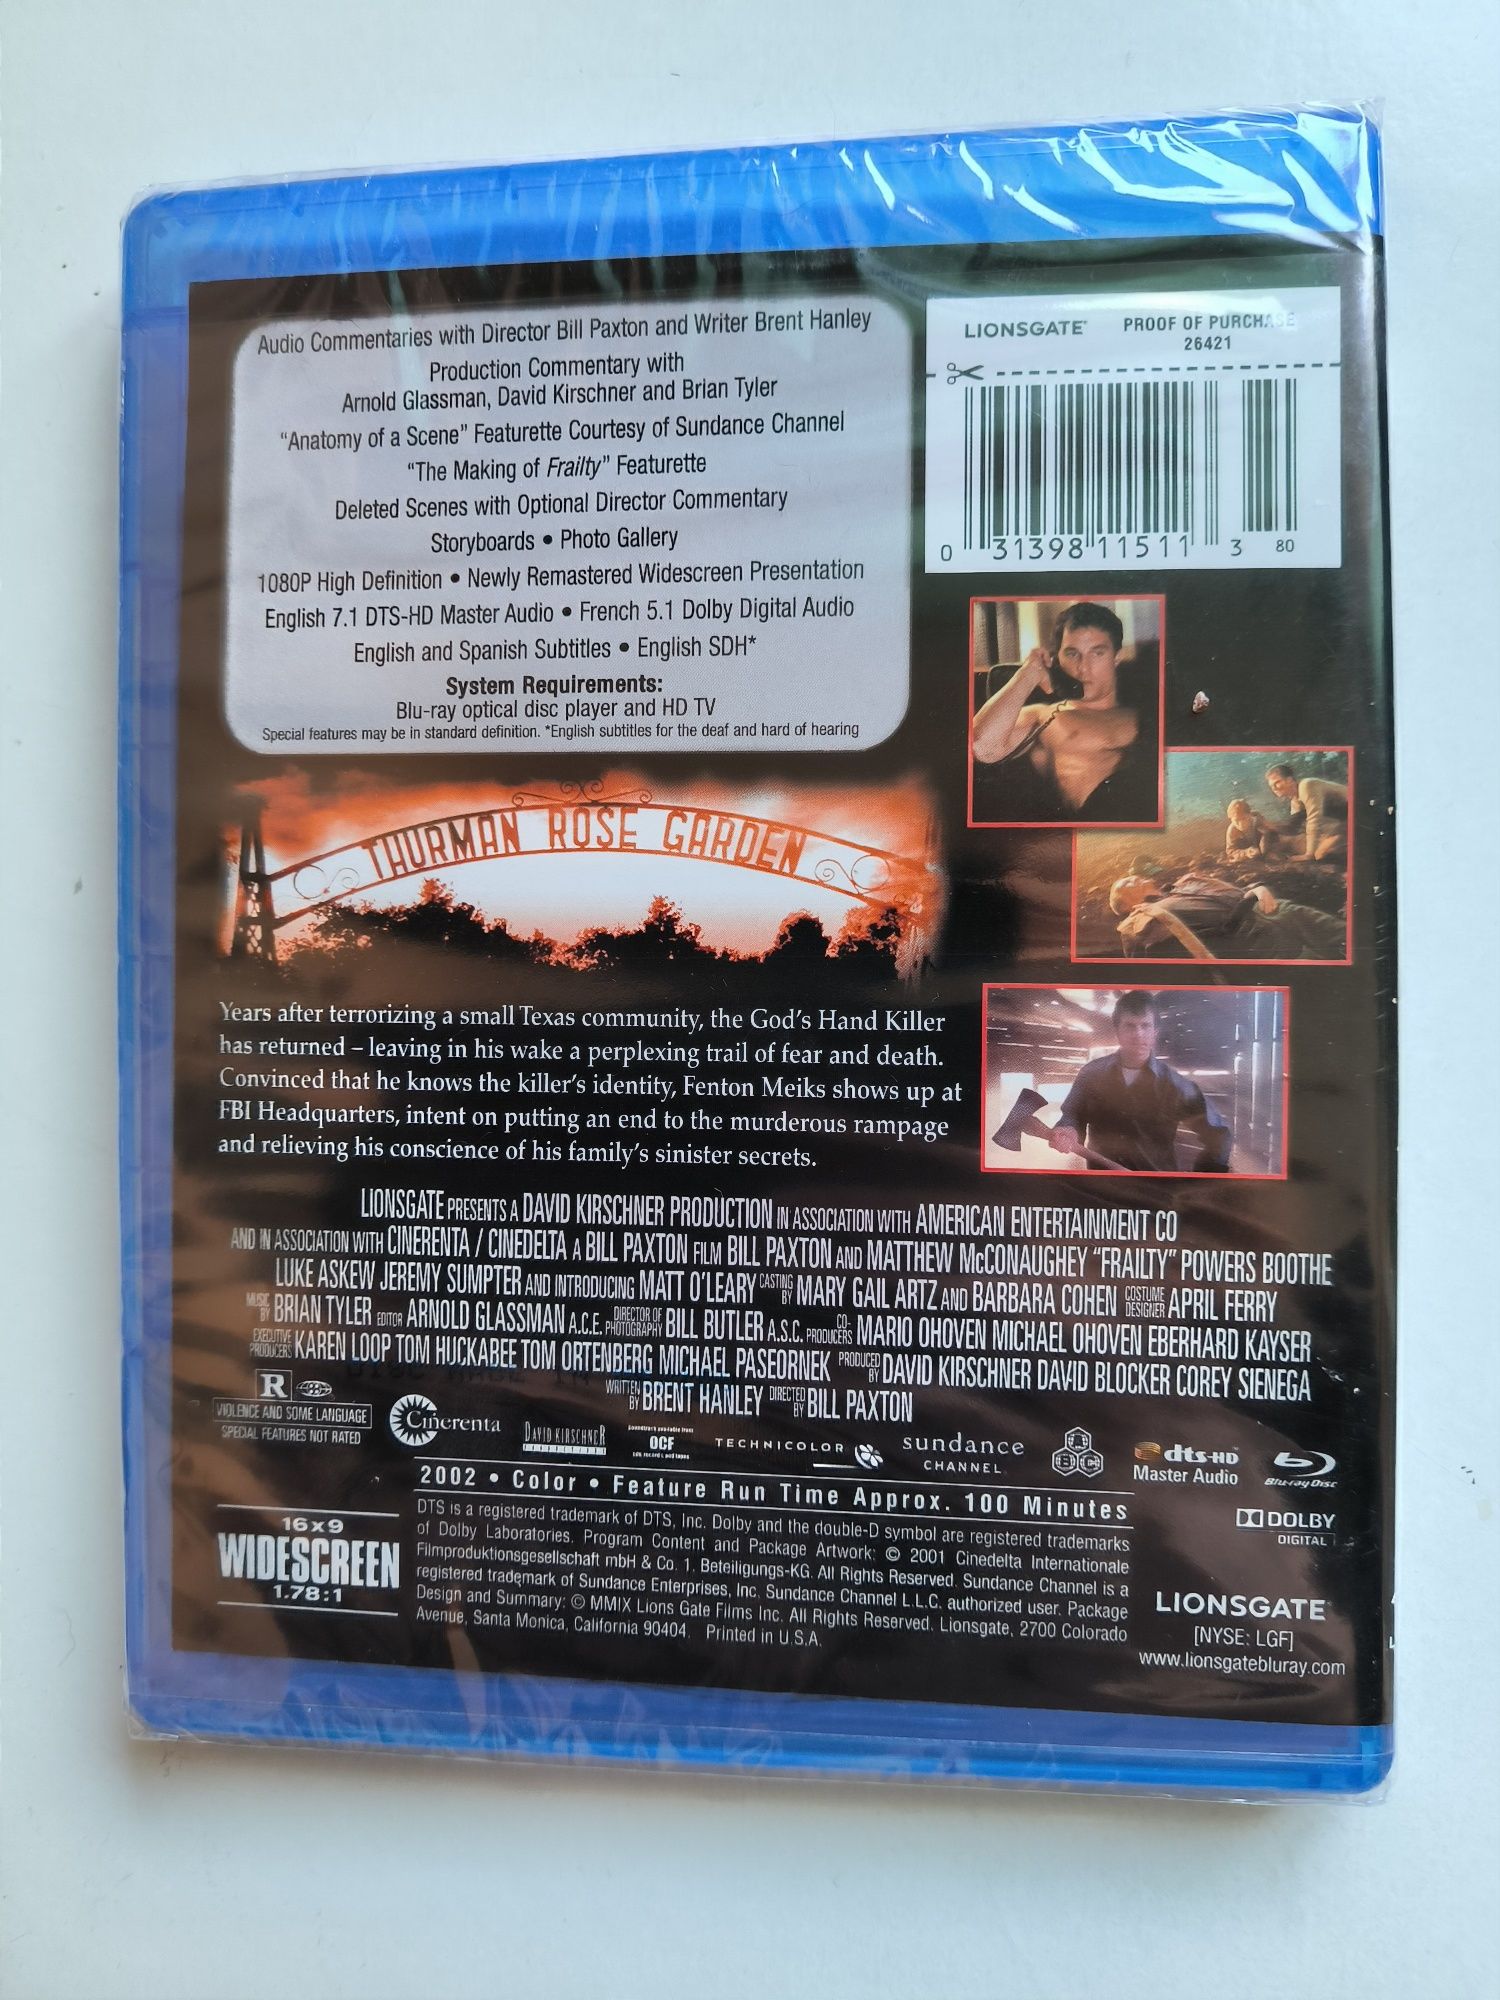 Audio Commentaries with Director Bill Paxton and Writer Brent Hanley
Production Commentary with
Arnold Glassman, David Kirschner and Brian Tyler
“Anatomy of a Scene” Featurette Courtesy of Sundance Channel
“The Making of Frailty” Featurette
Deleted Scenes with Optional Director Commentary
Storyboards • Photo Gallery
1080P High Definition • Newly Remastered Widescreen Presentation
English 7.1 DTS-HD Master Audio • French 5.1 Dolby Digital Audio
English and Spanish Subtitles • English SDH*
System Requirements:
Blu-ray optical disc player and HD TV
Special features may be in standard definition. *English subtitles for the deaf and hard of hearing
LIONSGATE
PROOF OF PURCHASE
26421
0 31398 11511 3 80
THURMAN ROSE GARDEN
Years after terrorizing a small Texas community, the God’s Hand Killer
has returned – leaving in his wake a perplexing trail of fear and death.
Convinced that he knows the killer’s identity, Fenton Meiks shows up at
FBI Headquarters, intent on putting an end to the murderous rampage
and relieving his conscience of his family’s sinister secrets.
LIONSGATE PRESENTS A DAVID KIRSCHNER PRODUCTION IN ASSOCIATION WITH AMERICAN ENTERTAINMENT CO
AND IN ASSOCIATION WITH CINERENTA / CINEDELTA A BILL PAXTON FILM BILL PAXTON AND MATTHEW McCONAUGHEY “FRAILTY” POWERS BOOTHE
LUKE ASKEW JEREMY SUMPTER AND INTRODUCING MATT O’LEARY CASTING BY MARY GAIL ARTZ AND BARBARA COHEN COSTUME DESIGNER APRIL FERRY
MUSIC BY BRIAN TYLER EDITOR ARNOLD GLASSMAN A.C.E. DIRECTOR OF PHOTOGRAPHY BILL BUTLER A.S.C. CO-PRODUCERS MARIO OHOVEN MICHAEL OHOVEN EBERHARD KAYSER
EXECUTIVE PRODUCERS KAREN LOOP TOM HUCKABEE TOM ORTENBERG MICHAEL PASEORNEK PRODUCED BY DAVID KIRSCHNER DAVID BLOCKER COREY SIENEGA
WRITTEN BY BRENT HANLEY DIRECTED BY BILL PAXTON
R
VIOLENCE AND SOME LANGUAGE
SPECIAL FEATURES NOT RATED
Cinerenta
DAVID KIRSCHNER
OCF
TECHNICOLOR
sundance
CHANNEL
dts-HD
Master Audio
Blu-ray Disc
2002 • Color • Feature Run Time Approx. 100 Minutes
16x9
WIDESCREEN
1.78:1
DTS is a registered trademark of DTS, Inc. Dolby and the double-D symbol are registered trademarks
of Dolby Laboratories. Program Content and Package Artwork: © 2001 Cinedelta Internationale
Filmproduktionsgesellschaft mbH & Co. 1. Beteiligungs-KG. All Rights Reserved. Sundance Channel is a
registered trademark of Sundance Enterprises, Inc. Sundance Channel L.L.C. authorized user. Package
Design and Summary: © MMIX Lions Gate Films Inc. All Rights Reserved. Lionsgate, 2700 Colorado
Avenue, Santa Monica, California 90404. Printed in U.S.A.
DOLBY
DIGITAL
LIONSGATE
[NYSE: LGF]
www.lionsgatebluray.com